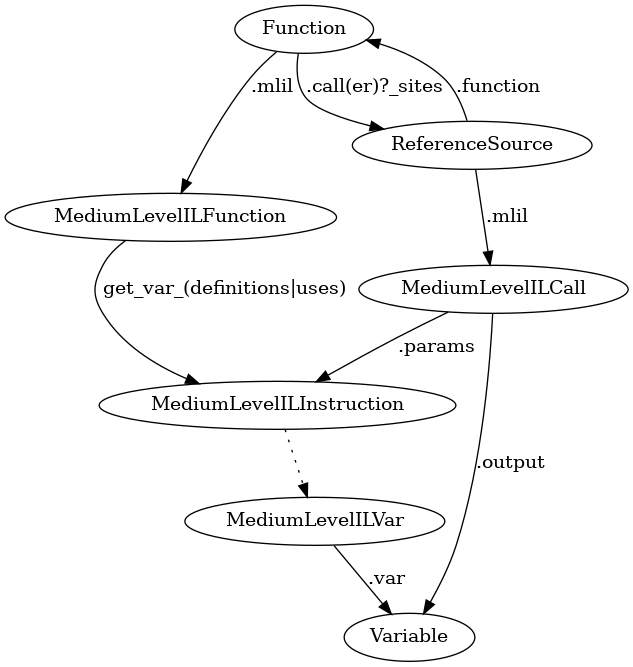 Function
.mlil
.call(er)?_sites
.function
ReferenceSource
MediumLevelILFunction
.mlil
get_var_(definitions|uses)
MediumLevelILCall
.params
MediumLevelILInstruction
.output
MediumLevelILVar
.var
Variable